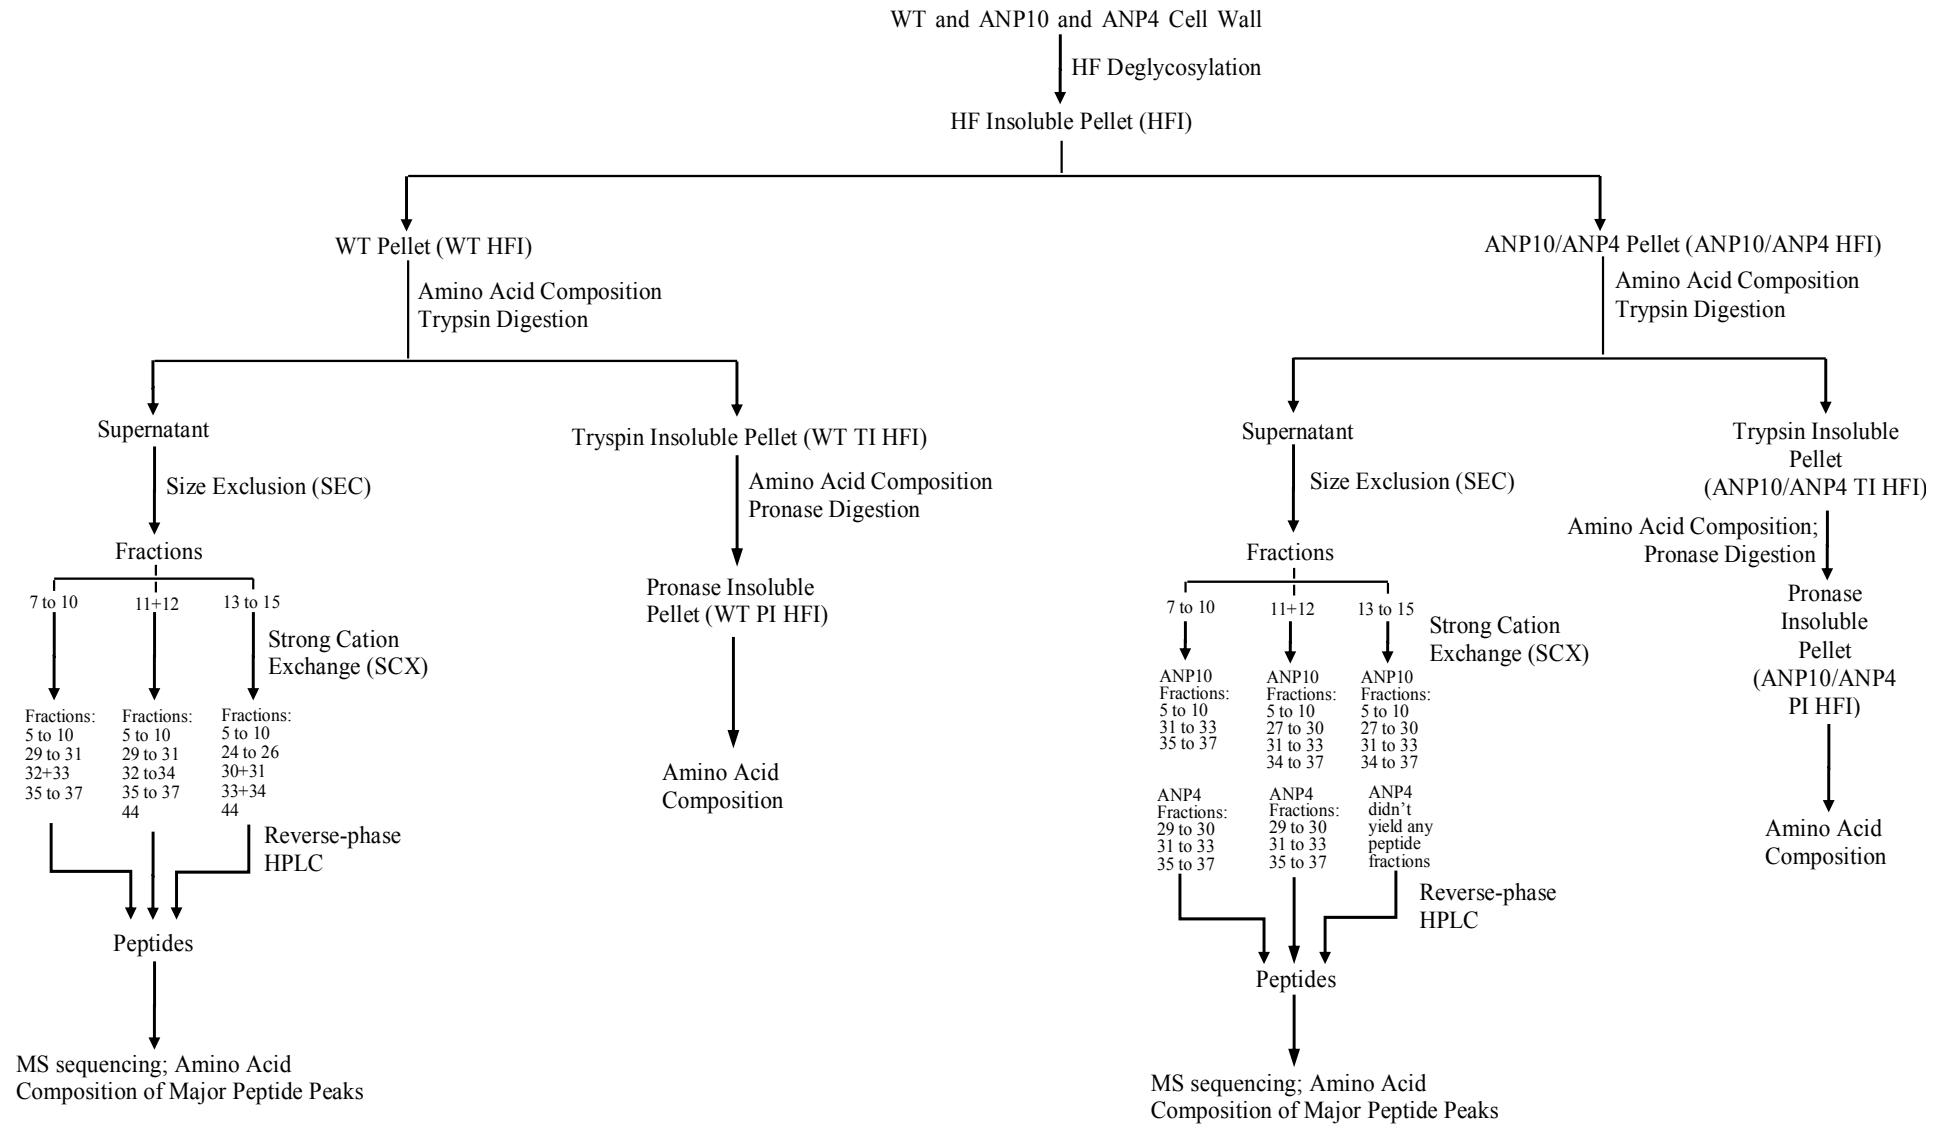 WT and ANP10 and ANP4 Cell Wall
HF Deglycosylation
HF Insoluble Pellet (HFI)
WT Pellet (WT HFI)
Amino Acid Composition
Trypsin Digestion
Supernatant
Size Exclusion (SEC)
Fractions
7 to 10
11+12
13 to 15
Strong Cation
Exchange (SCX)
Fractions:
5 to 10
29 to 31
32+33
35 to 37
Fractions:
5 to 10
29 to 31
32 to34
35 to 37
44
Fractions:
5 to 10
24 to 26
30+31
33+34
44
Reverse-phase
HPLC
Peptides
MS sequencing; Amino Acid
Composition of Major Peptide Peaks
Tryspin Insoluble Pellet (WT TI HFI)
Amino Acid Composition
Pronase Digestion
Pronase Insoluble
Pellet (WT PI HFI)
Amino Acid
Composition
ANP10/ANP4 Pellet (ANP10/ANP4 HFI)
Amino Acid Composition
Trypsin Digestion
Supernatant
Size Exclusion (SEC)
Fractions
7 to 10
11+12
13 to 15
Strong Cation
Exchange (SCX)
ANP10
Fractions:
5 to 10
31 to 33
35 to 37
ANP10
Fractions:
5 to 10
27 to 30
31 to 33
34 to 37
ANP10
Fractions:
5 to 10
27 to 30
31 to 33
34 to 37
ANP4
Fractions:
29 to 30
31 to 33
35 to 37
ANP4
Fractions:
29 to 30
31 to 33
35 to 37
ANP4
didn't
yield any
peptide
fractions
Reverse-phase
HPLC
Peptides
MS sequencing; Amino Acid
Composition of Major Peptide Peaks
Trypsin Insoluble
Pellet
(ANP10/ANP4 TI HFI)
Amino Acid Composition;
Pronase Digestion
Pronase
Insoluble
Pellet
(ANP10/ANP4
PI HFI)
Amino Acid
Composition